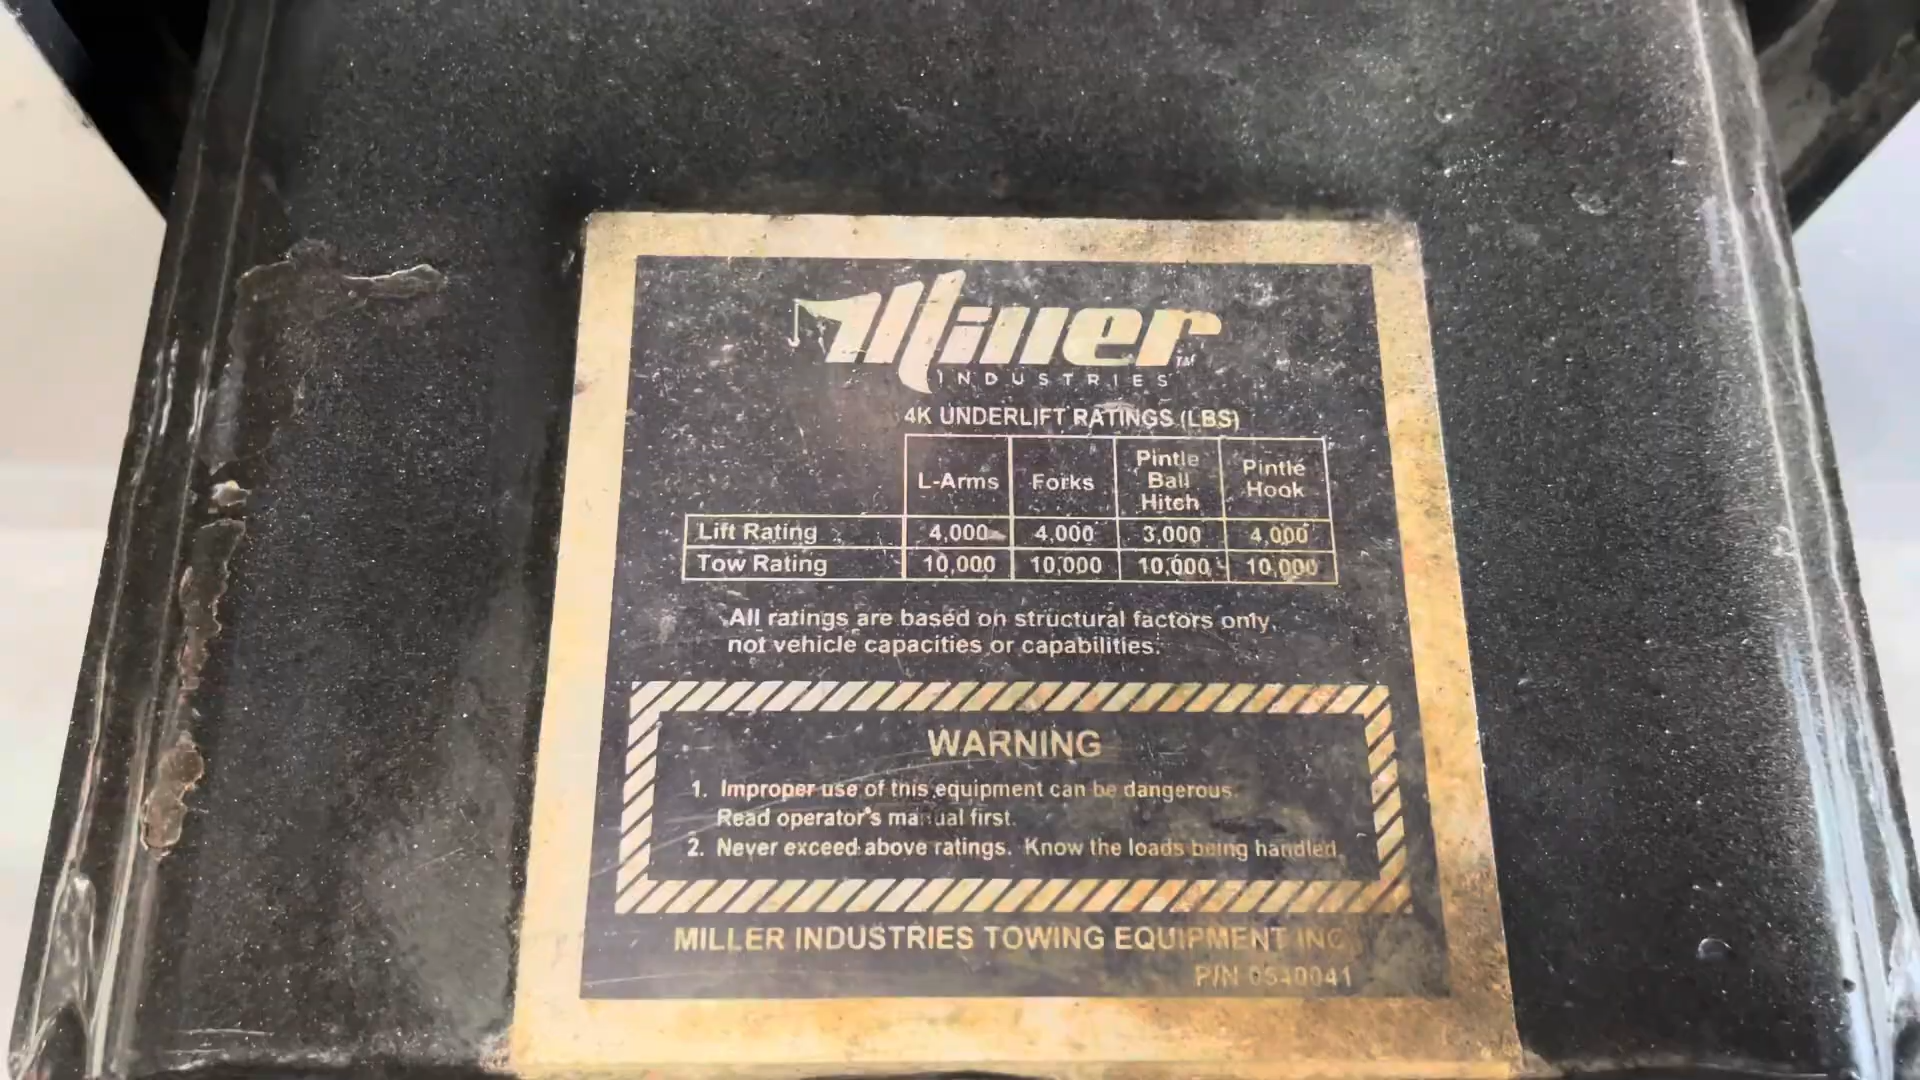 Miller™
INDUSTRIES
4K UNDERLIFT RATINGS (LBS)
L-Arms Forks Pintle Ball Hitch Pintle Hook
Lift Rating 4,000 4,000 3,000 4,000
Tow Rating 10,000 10,000 10,000 10,000
All ratings are based on structural factors only,
not vehicle capacities or capabilities.
WARNING
1. Improper use of this equipment can be dangerous.
Read operator's manual first.
2. Never exceed above ratings. Know the loads being handled.
MILLER INDUSTRIES TOWING EQUIPMENT INC.
P/N 0540041